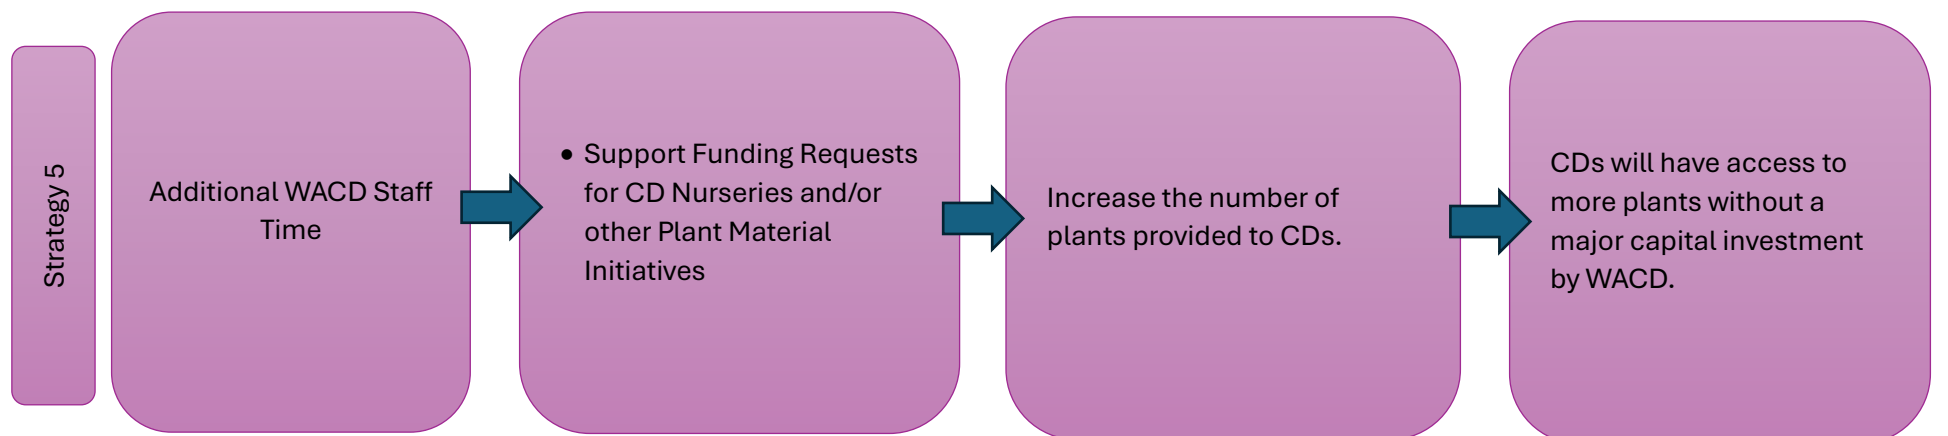 Strategy 5
Additional WACD Staff
Time
• Support Funding Requests
for CD Nurseries and/or
other Plant Material
Initiatives
Increase the number of
plants provided to CDs.
CDs will have access to
more plants without a
major capital investment
by WACD.